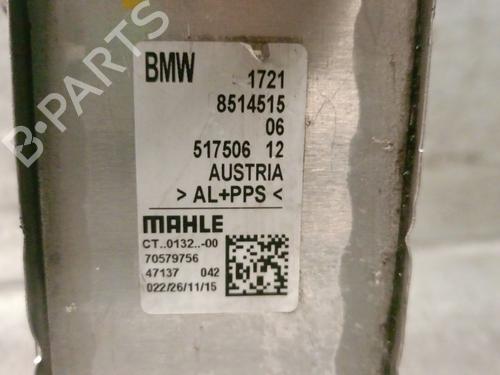 BMW 1721
8514515
06
517506 12
AUSTRIA
> AL+PPS <
MAHLE
CT..0132..-00
70579756
47137 042
022/26/11/15
B-PARTS